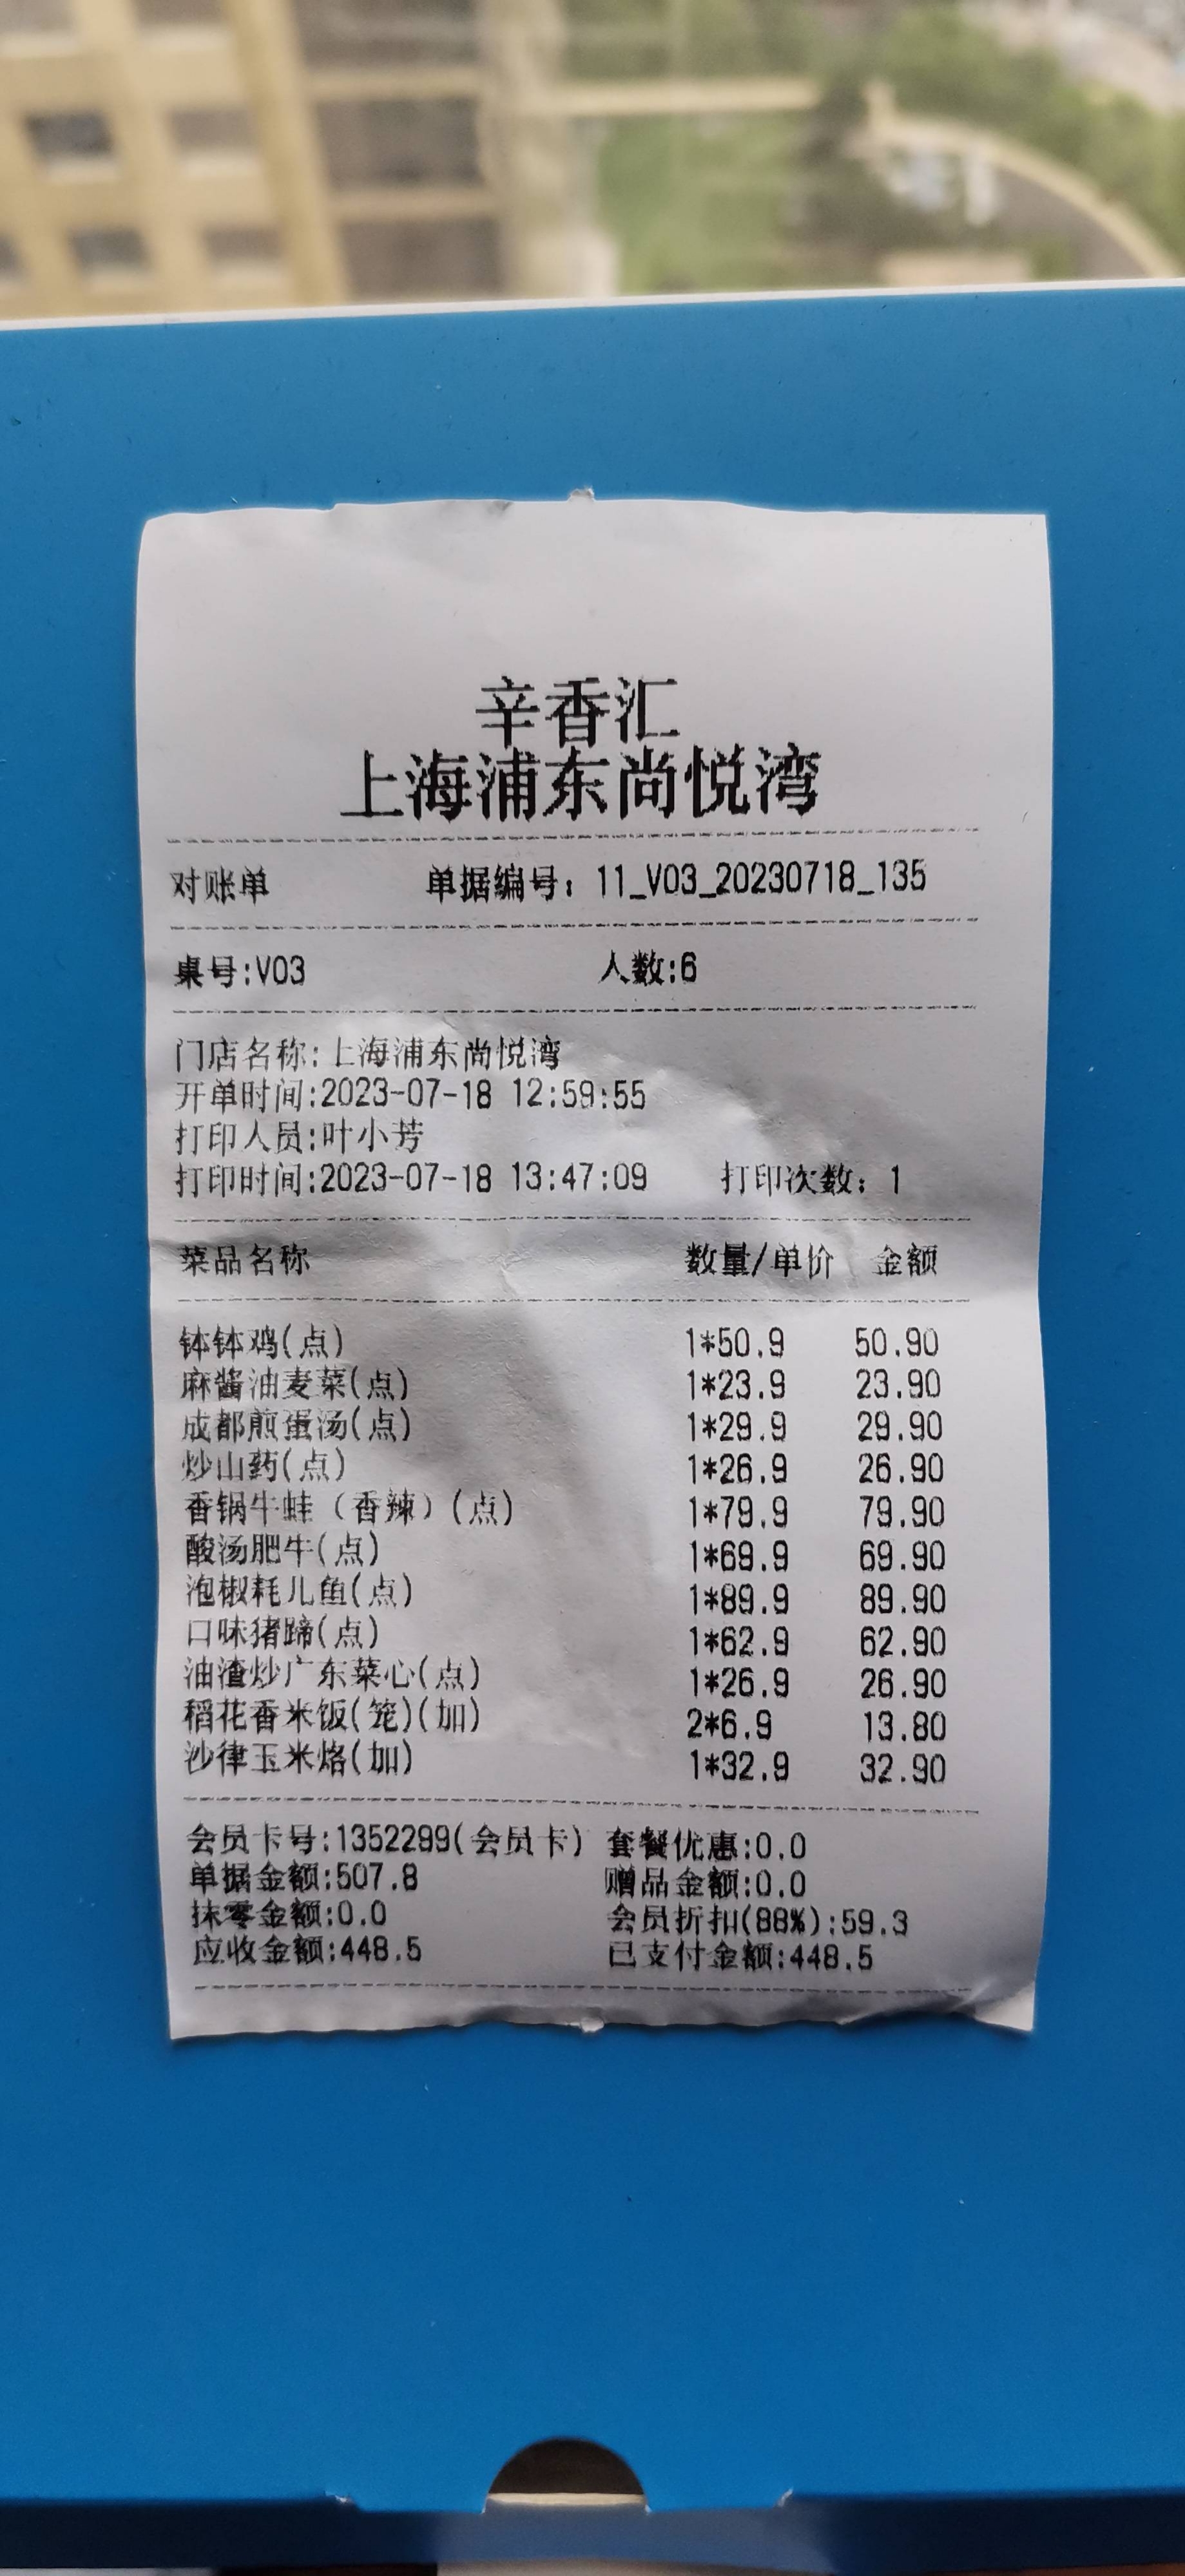 辛香汇
上海浦东尚悦湾
对账单 单据编号：11_V03_20230718_135
桌号:V03 人数:6
门店名称:上海浦东尚悦湾
开单时间:2023-07-18 12:59:55
打印人员:叶小芳
打印时间:2023-07-18 13:47:09 打印次数：1
菜品名称 数量/单价 金额
钵钵鸡(点) 1*50.9 50.90
麻酱油麦菜(点) 1*23.9 23.90
成都煎蛋汤(点) 1*29.9 29.90
炒山药(点) 1*26.9 26.90
香锅牛蛙（香辣）(点) 1*79.9 79.90
酸汤肥牛(点) 1*69.9 69.90
泡椒耗儿鱼(点) 1*89.9 89.90
口味猪蹄(点) 1*62.9 62.90
油渣炒广东菜心(点) 1*26.9 26.90
稻花香米饭(笼)(加) 2*6.9 13.80
沙律玉米烙(加) 1*32.9 32.90
会员卡号:1352299(会员卡) 套餐优惠:0.0
单据金额:507.8 赠品金额:0.0
抹零金额:0.0 会员折扣(88%):59.3
应收金额:448.5 已支付金额:448.5